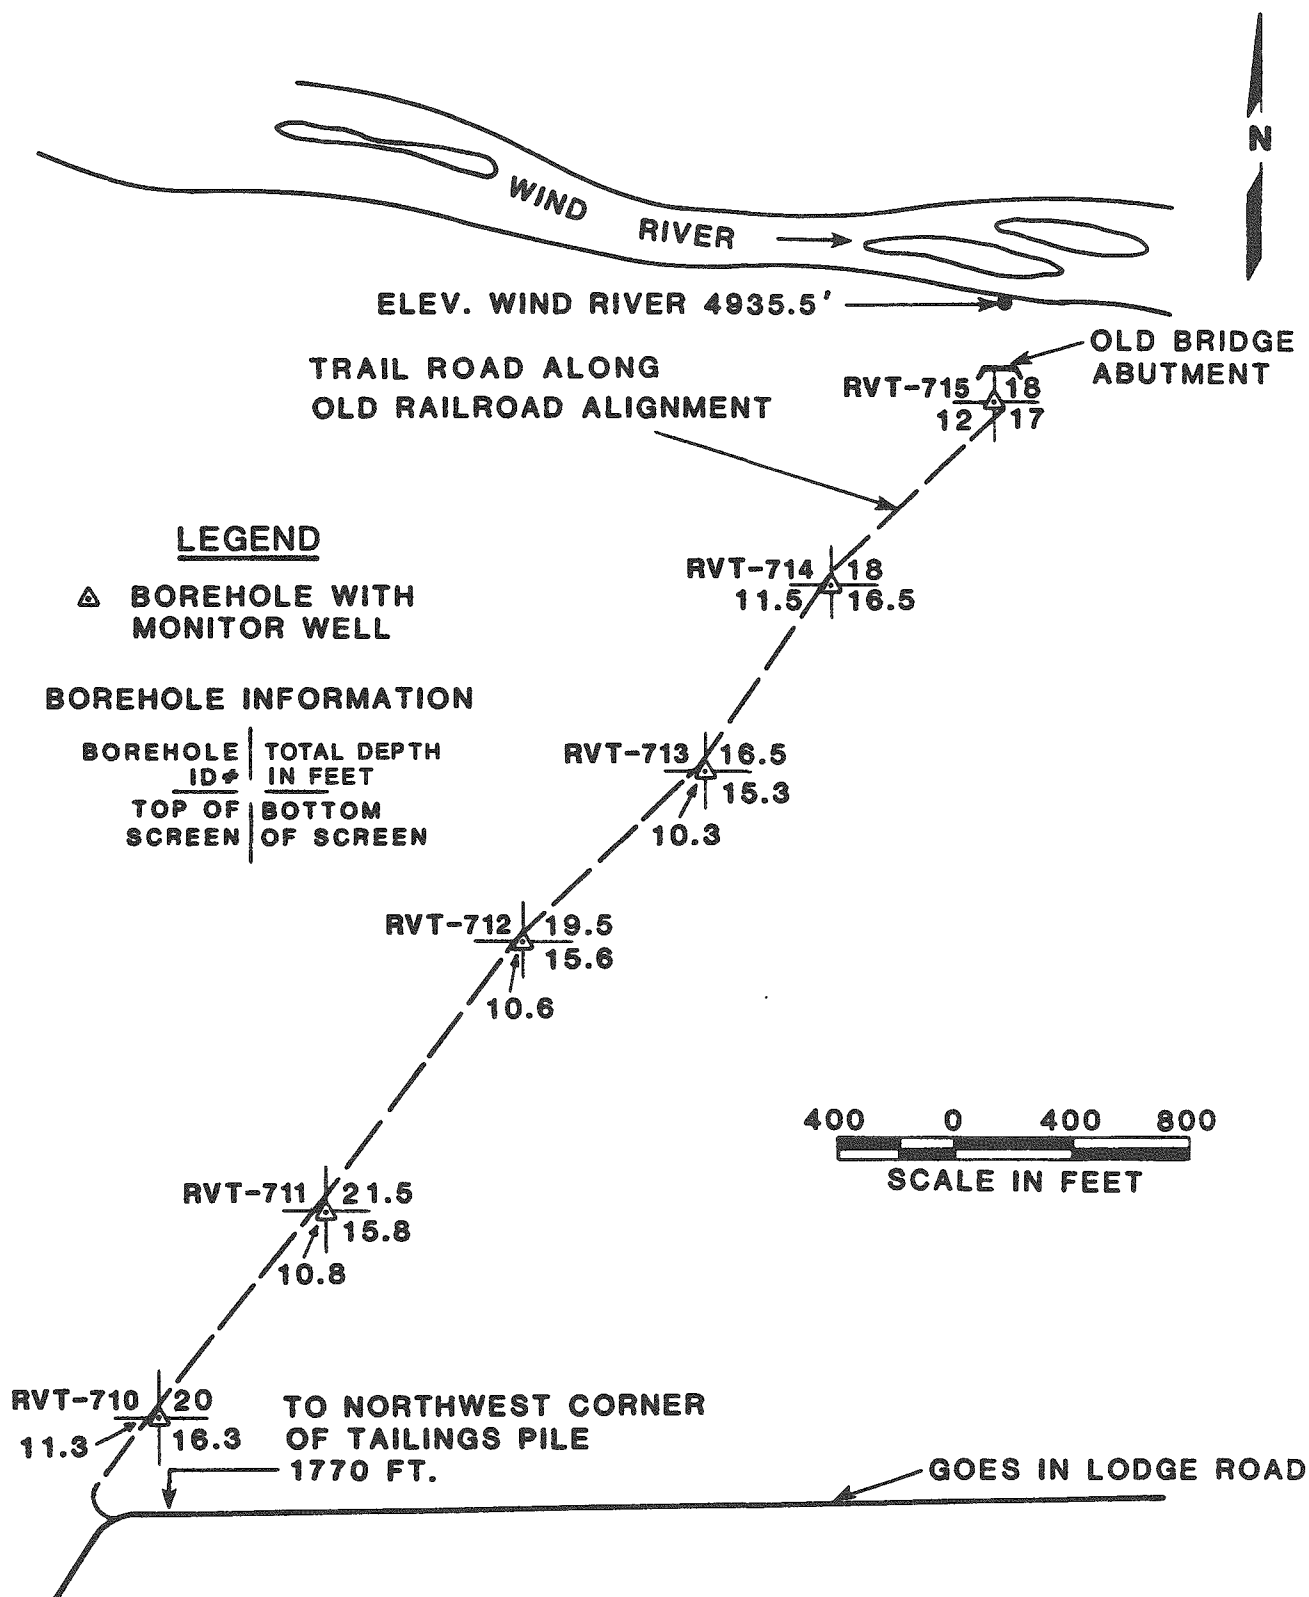 N
WIND
RIVER
ELEV. WIND RIVER 4935.5'
OLD BRIDGE
ABUTMENT
TRAIL ROAD ALONG
OLD RAILROAD ALIGNMENT
RVT-715 18
12 17
LEGEND
BOREHOLE WITH
MONITOR WELL
RVT-714 18
11.5 16.5
BOREHOLE INFORMATION
BOREHOLE TOTAL DEPTH
ID# IN FEET
TOP OF BOTTOM
SCREEN OF SCREEN
RVT-713 16.5
15.3
10.3
RVT-712 19.5
15.6
10.6
400 0 400 800
SCALE IN FEET
RVT-711 21.5
15.8
10.8
RVT-710 20
11.3 16.3
TO NORTHWEST CORNER
OF TAILINGS PILE
1770 FT.
GOES IN LODGE ROAD